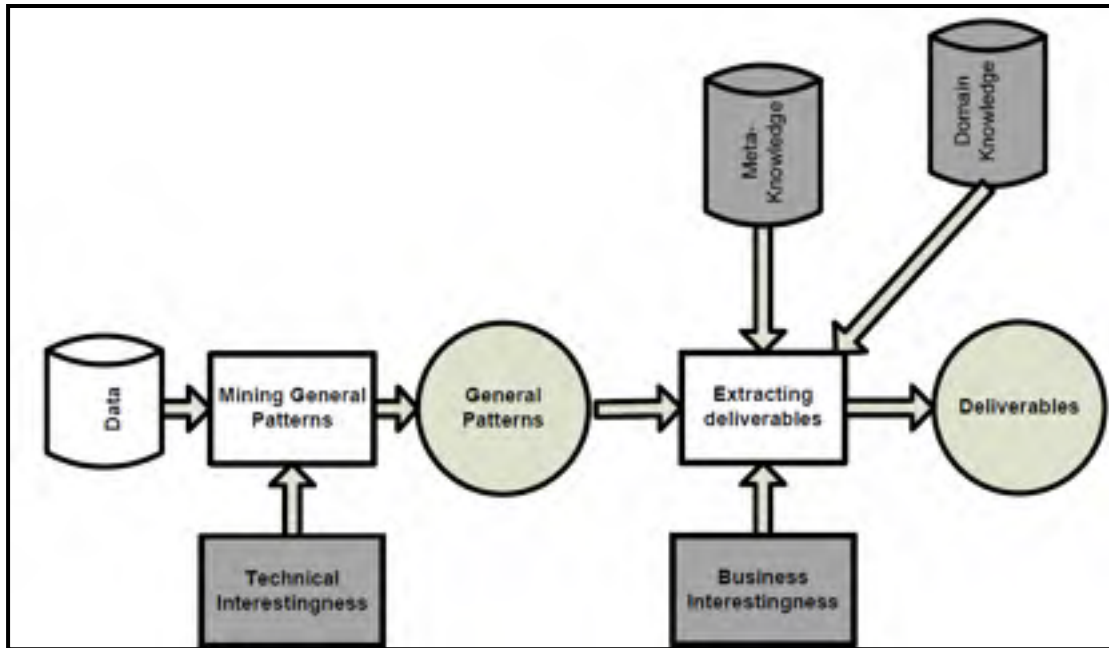 Meta-
Knowledge
Domain
Knowledge
Data
Mining General
Patterns
General
Patterns
Extracting
deliverables
Deliverables
Technical
Interestingness
Business
Interestingness